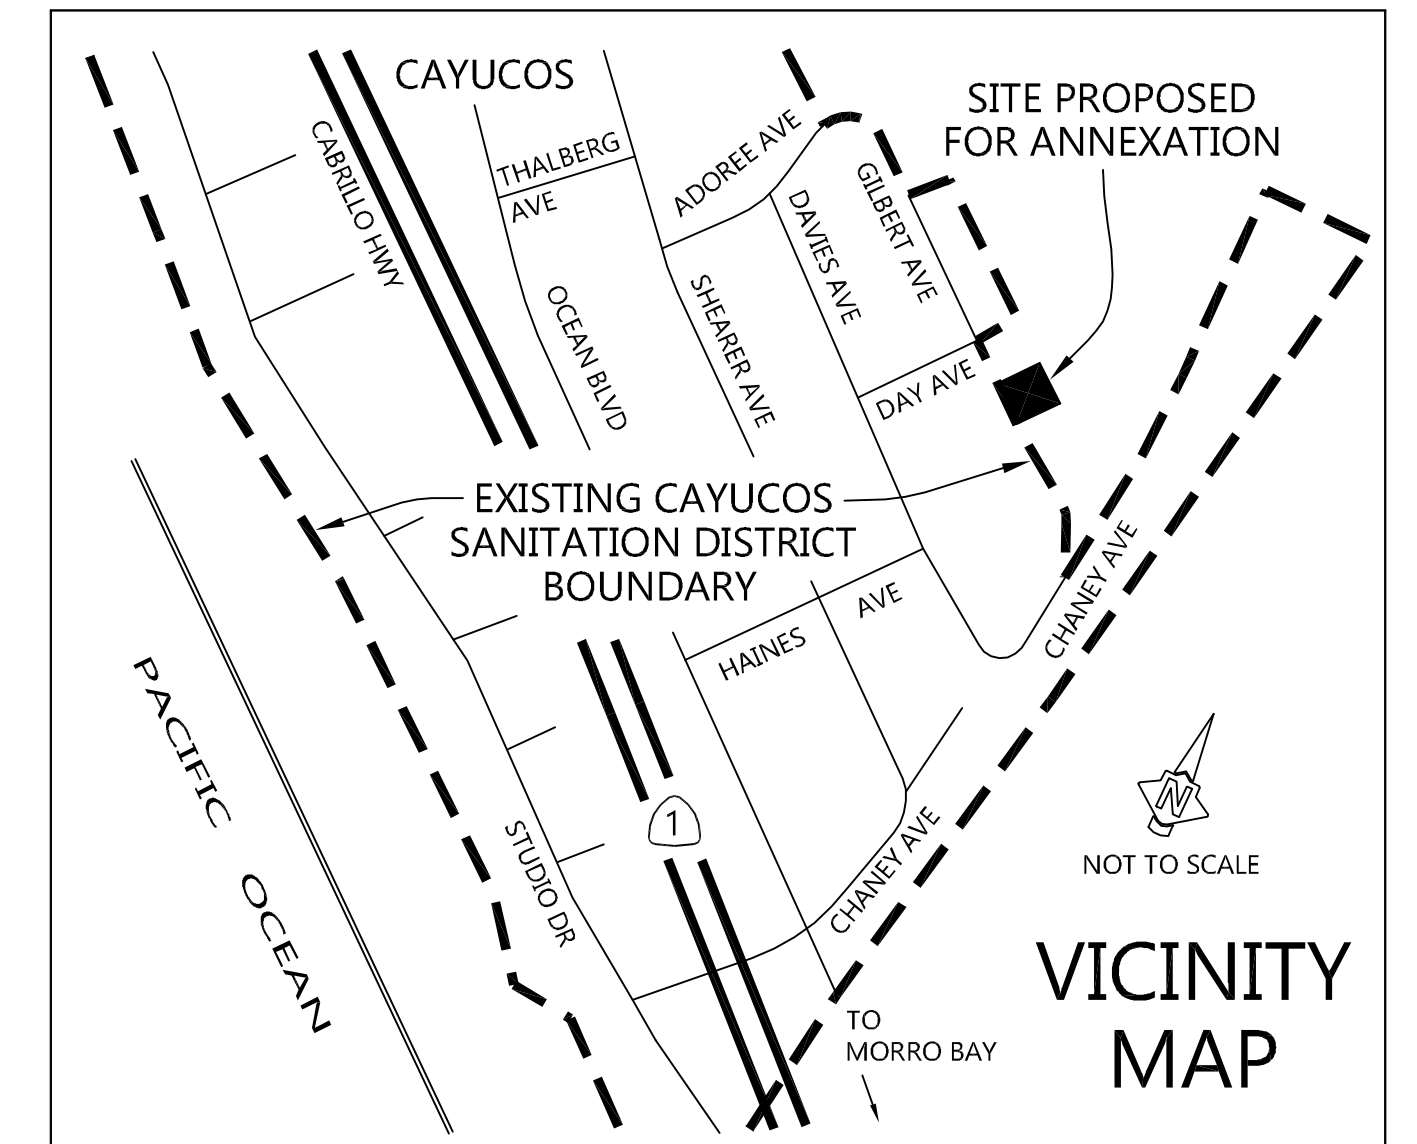 CAYUCOS
SITE PROPOSED
FOR ANNEXATION
CABRILLO HWY
THALBERG
AVE
ADOREE AVE
GILBERT AVE
DAVIES AVE
OCEAN BLVD
SHEARER AVE
DAY AVE
EXISTING CAYUCOS
SANITATION DISTRICT
BOUNDARY
CHANEY AVE
HAINES
AVE
PACIFIC
OCEAN
STUDIO DR
1
CHANEY AVE
N
NOT TO SCALE
VICINITY
MAP
TO
MORRO BAY